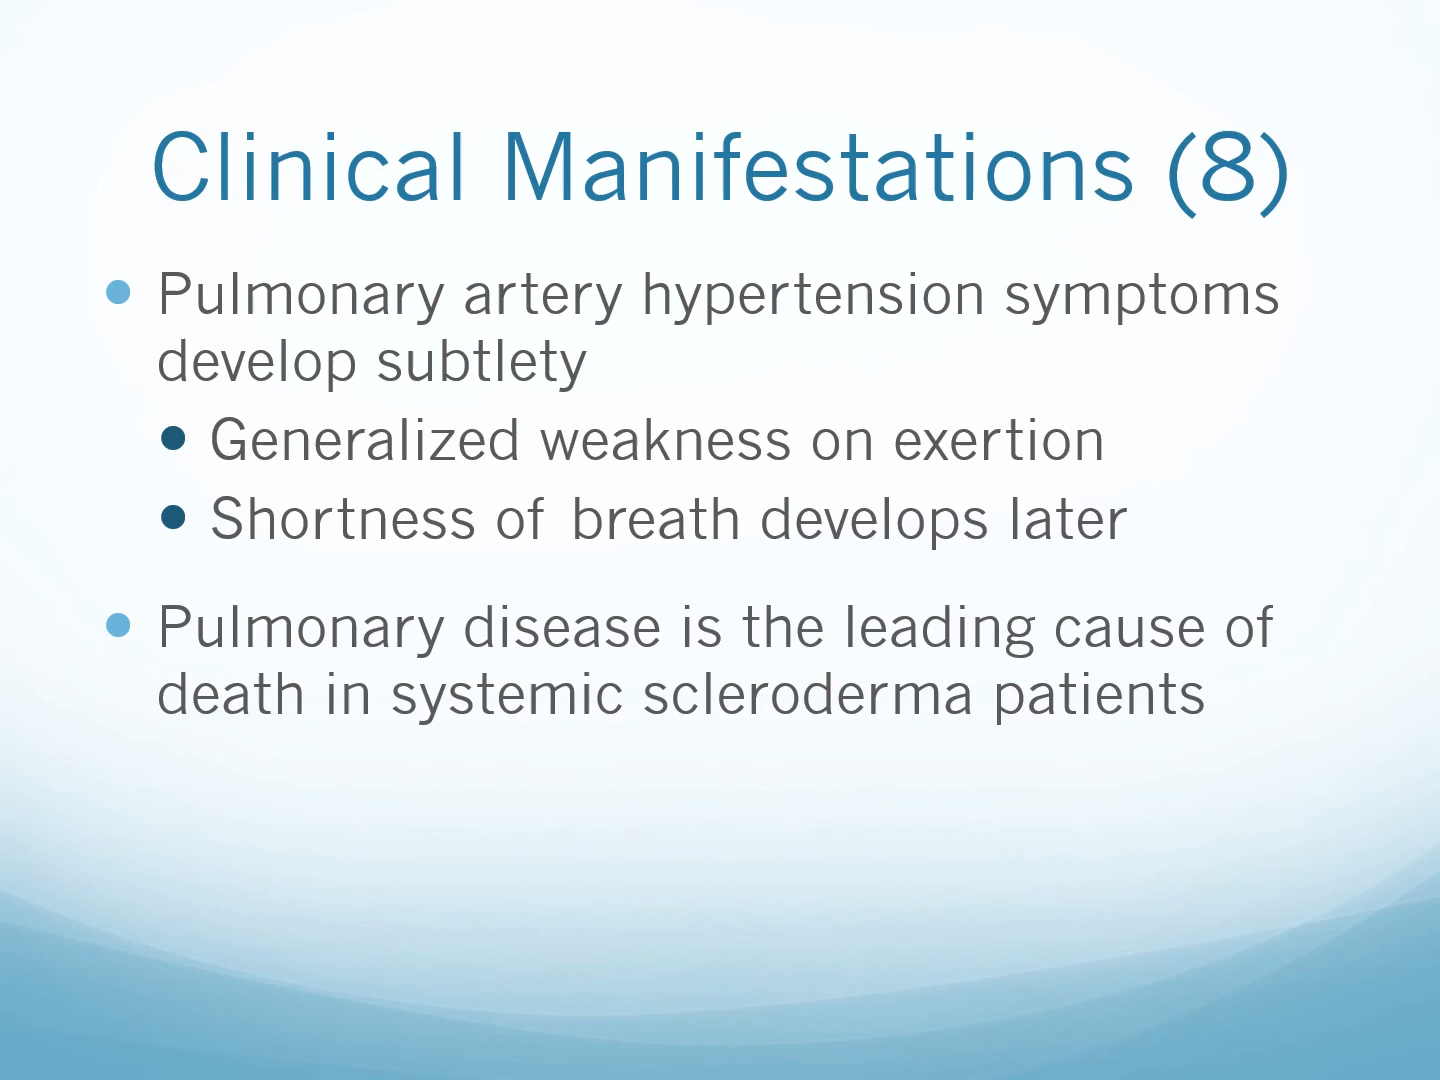 Clinical Manifestations (8)
• Pulmonary artery hypertension symptoms
develop subtlety
• Generalized weakness on exertion
• Shortness of breath develops later
• Pulmonary disease is the leading cause of
death in systemic scleroderma patients